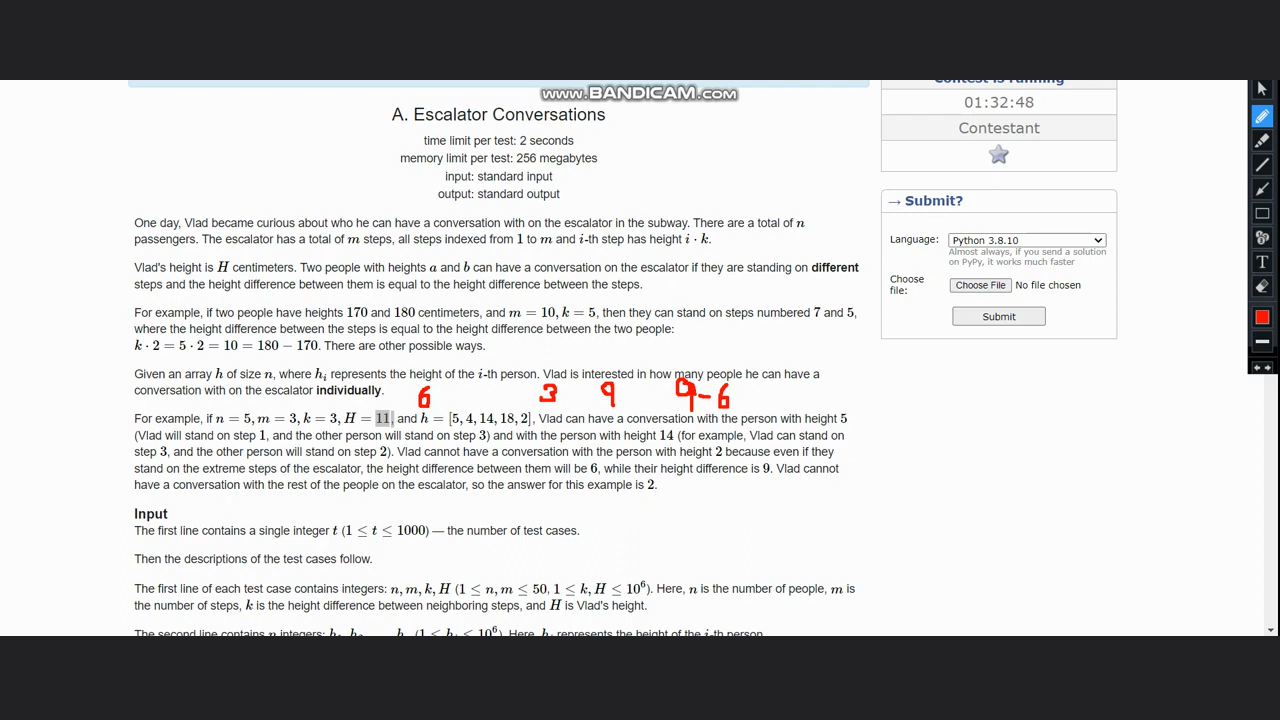 Contest is running
www.BANDICAM.com
01:32:48
A. Escalator Conversations
Contestant
time limit per test: 2 seconds
memory limit per test: 256 megabytes
input: standard input
output: standard output
→ Submit?
One day, Vlad became curious about who he can have a conversation with on the escalator in the subway. There are a total of n
passengers. The escalator has a total of m steps, all steps indexed from 1 to m and i-th step has height i · k.
Language: Python 3.8.10
Almost always, if you send a solution
on PyPy, it works much faster
Vlad's height is H centimeters. Two people with heights a and b can have a conversation on the escalator if they are standing on different
steps and the height difference between them is equal to the height difference between the steps.
Choose file: Choose File No file chosen
Submit
For example, if two people have heights 170 and 180 centimeters, and m = 10, k = 5, then they can stand on steps numbered 7 and 5,
where the height difference between the steps is equal to the height difference between the two people:
k · 2 = 5 · 2 = 10 = 180 − 170. There are other possible ways.
Given an array h of size n, where hᵢ represents the height of the i-th person. Vlad is interested in how many people he can have a
conversation with on the escalator individually.
6 3 9 9-6
For example, if n = 5, m = 3, k = 3, H = 11, and h = [5, 4, 14, 18, 2], Vlad can have a conversation with the person with height 5
(Vlad will stand on step 1, and the other person will stand on step 3) and with the person with height 14 (for example, Vlad can stand on
step 3, and the other person will stand on step 2). Vlad cannot have a conversation with the person with height 2 because even if they
stand on the extreme steps of the escalator, the height difference between them will be 6, while their height difference is 9. Vlad cannot
have a conversation with the rest of the people on the escalator, so the answer for this example is 2.
Input
The first line contains a single integer t (1 ≤ t ≤ 1000) — the number of test cases.
Then the descriptions of the test cases follow.
The first line of each test case contains integers: n, m, k, H (1 ≤ n, m ≤ 50, 1 ≤ k, H ≤ 10⁶). Here, n is the number of people, m is
the number of steps, k is the height difference between neighboring steps, and H is Vlad's height.
The second line contains n integers: (1 ≤ hᵢ ≤ 10⁶). Here, hᵢ represents the height of the i-th person.